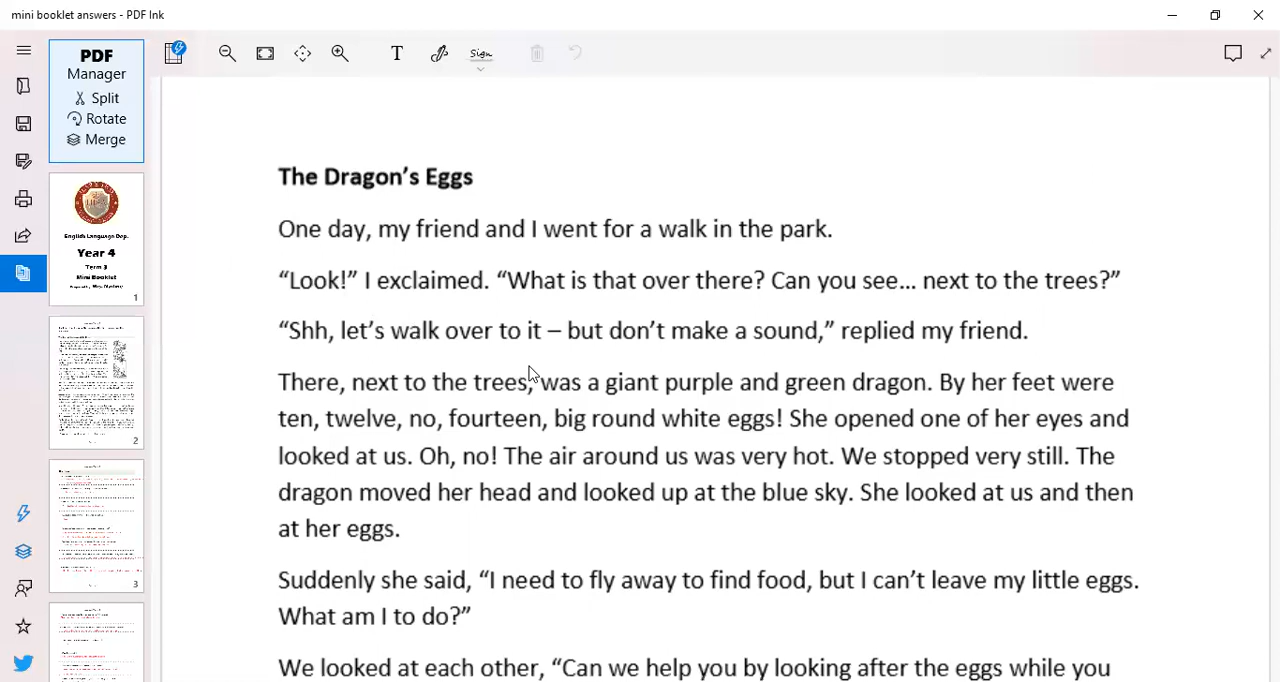 mini booklet answers - PDF Ink
PDF
Manager
Split
Rotate
Merge
Sign
English Language Dep.
Year 4
Term 3
Mini Booklet
1
2
3
The Dragon’s Eggs
One day, my friend and I went for a walk in the park.
“Look!” I exclaimed. “What is that over there? Can you see… next to the trees?”
“Shh, let’s walk over to it – but don’t make a sound,” replied my friend.
There, next to the trees, was a giant purple and green dragon. By her feet were
ten, twelve, no, fourteen, big round white eggs! She opened one of her eyes and
looked at us. Oh, no! The air around us was very hot. We stopped very still. The
dragon moved her head and looked up at the blue sky. She looked at us and then
at her eggs.
Suddenly she said, “I need to fly away to find food, but I can’t leave my little eggs.
What am I to do?”
We looked at each other, “Can we help you by looking after the eggs while you